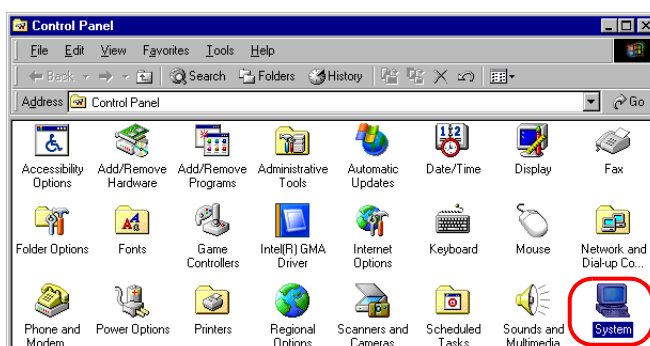 Control Panel
File Edit View Favorites Tools Help
Back Search Folders History
Address Control Panel Go
Accessibility Options
Add/Remove Hardware
Add/Remove Programs
Administrative Tools
Automatic Updates
Date/Time
Display
Fax
Folder Options
Fonts
Game Controllers
Intel(R) GMA Driver
Internet Options
Keyboard
Mouse
Network and Dial-up Co...
Phone and Modem
Power Options
Printers
Regional Options
Scanners and Cameras
Scheduled Tasks
Sounds and Multimedia
System